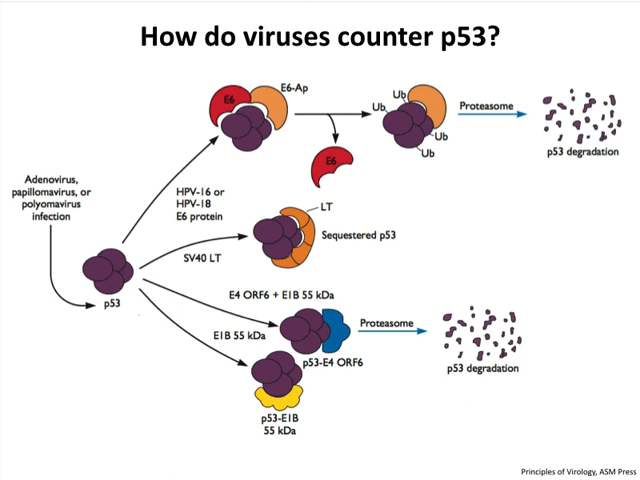 How do viruses counter p53?
E6
E6-Ap
Ub
Ub
Ub
Ub
Proteasome
p53 degradation
E6
Adenovirus,
papillomavirus, or
polyomavirus
infection
HPV-16 or
HPV-18
E6 protein
LT
Sequestered p53
SV40 LT
p53
E4 ORF6 + E1B 55 kDa
Proteasome
E1B 55 kDa
p53-E4 ORF6
p53 degradation
p53-E1B
55 kDa
Principles of Virology, ASM Press